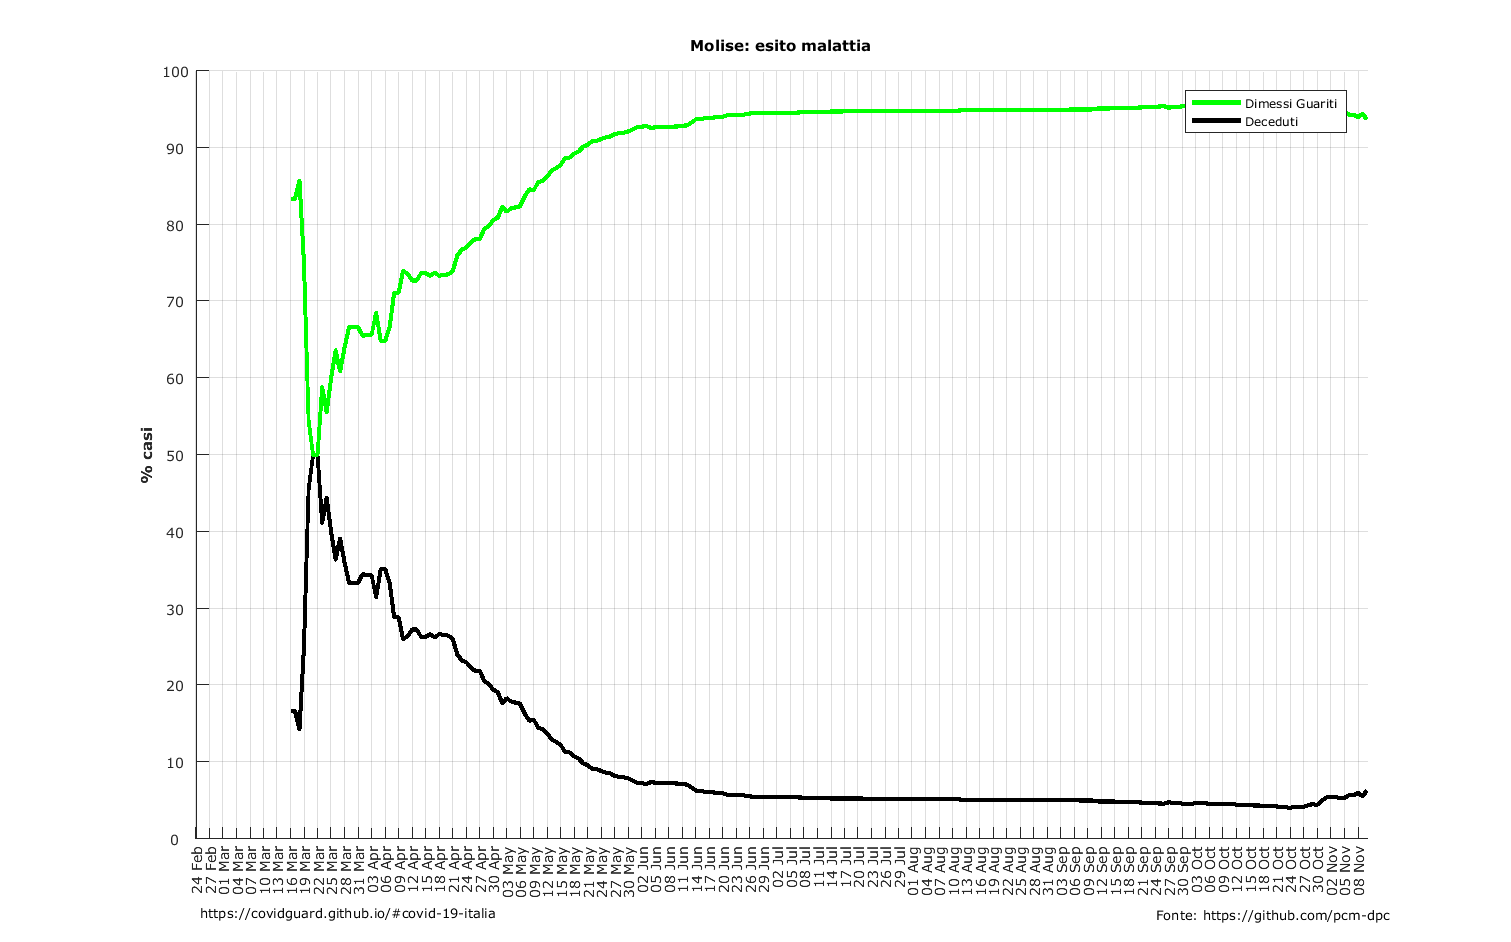 Molise: esito malattia
100
90
80
70
60
50
40
30
20
10
0
% casi
Dimessi Guariti
Deceduti
24 Feb
27 Feb
01 Mar
04 Mar
07 Mar
10 Mar
13 Mar
16 Mar
19 Mar
22 Mar
25 Mar
28 Mar
31 Mar
03 Apr
06 Apr
09 Apr
12 Apr
15 Apr
18 Apr
21 Apr
24 Apr
27 Apr
30 Apr
03 May
06 May
09 May
12 May
15 May
18 May
21 May
24 May
27 May
30 May
02 Jun
05 Jun
08 Jun
11 Jun
14 Jun
17 Jun
20 Jun
23 Jun
26 Jun
29 Jun
02 Jul
05 Jul
08 Jul
11 Jul
14 Jul
17 Jul
20 Jul
23 Jul
26 Jul
29 Jul
01 Aug
04 Aug
07 Aug
10 Aug
13 Aug
16 Aug
19 Aug
22 Aug
25 Aug
28 Aug
31 Aug
03 Sep
06 Sep
09 Sep
12 Sep
15 Sep
18 Sep
21 Sep
24 Sep
27 Sep
30 Sep
03 Oct
06 Oct
09 Oct
12 Oct
15 Oct
18 Oct
21 Oct
24 Oct
27 Oct
30 Oct
02 Nov
05 Nov
08 Nov
https://covidguard.github.io/#covid-19-italia
Fonte: https://github.com/pcm-dpc